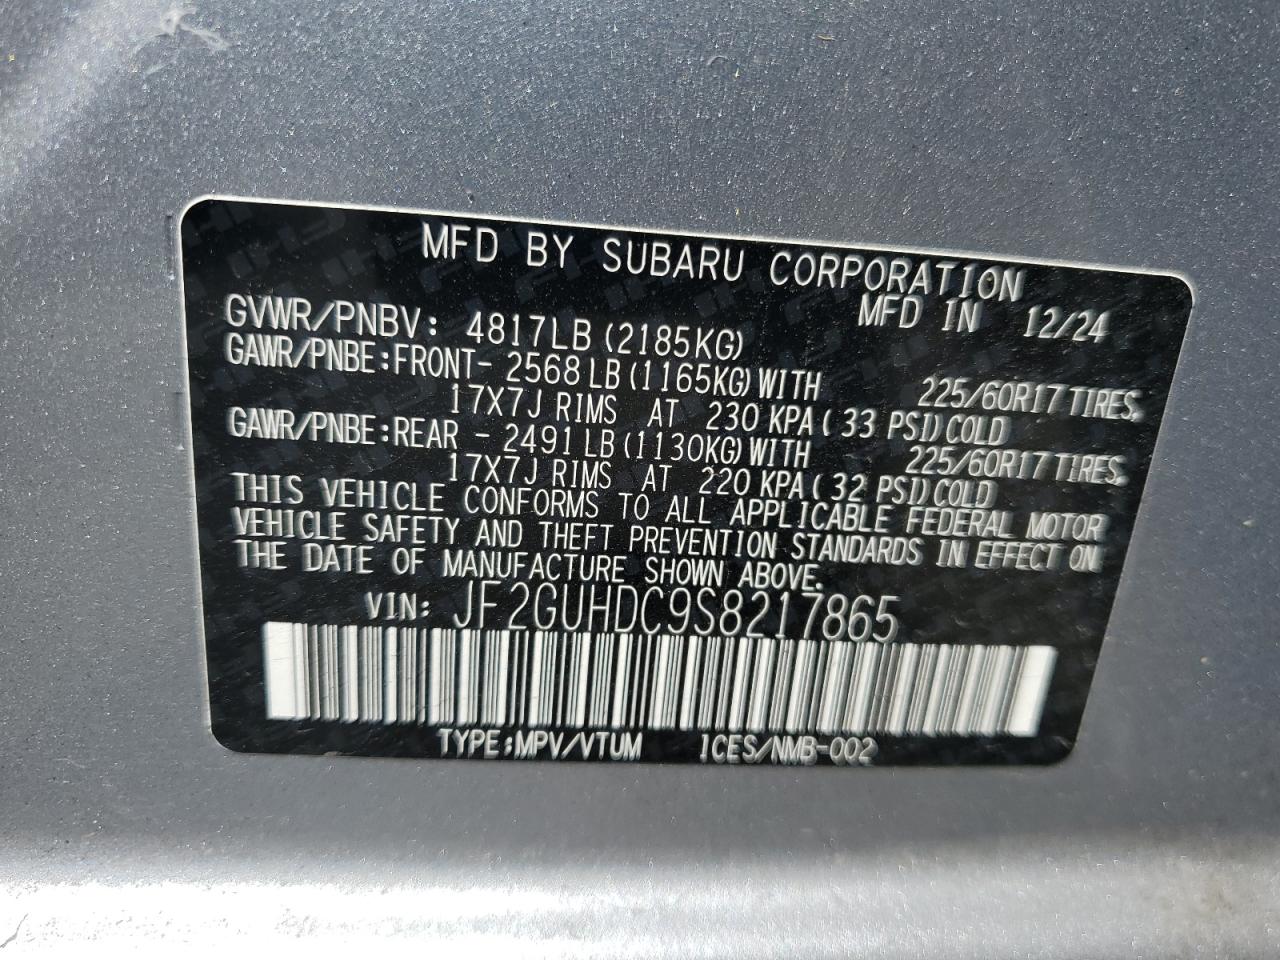 MFD BY SUBARU CORPORATION
MFD IN 12/24
GVWR/PNBV: 4817LB (2185KG)
GAWR/PNBE:FRONT- 2568 LB (1165KG) WITH 225/60R17 TIRES,
17X7J RIMS AT 230 KPA ( 33 PSI) COLD
GAWR/PNBE:REAR - 2491 LB (1130KG) WITH 225/60R17 TIRES,
17X7J RIMS AT 220 KPA ( 32 PSI) COLD
THIS VEHICLE CONFORMS TO ALL APPLICABLE FEDERAL MOTOR
VEHICLE SAFETY AND THEFT PREVENTION STANDARDS IN EFFECT ON
THE DATE OF MANUFACTURE SHOWN ABOVE.
VIN: JF2GUHDC9S8217865
TYPE:MPV/VTUM ICES/NMB-002